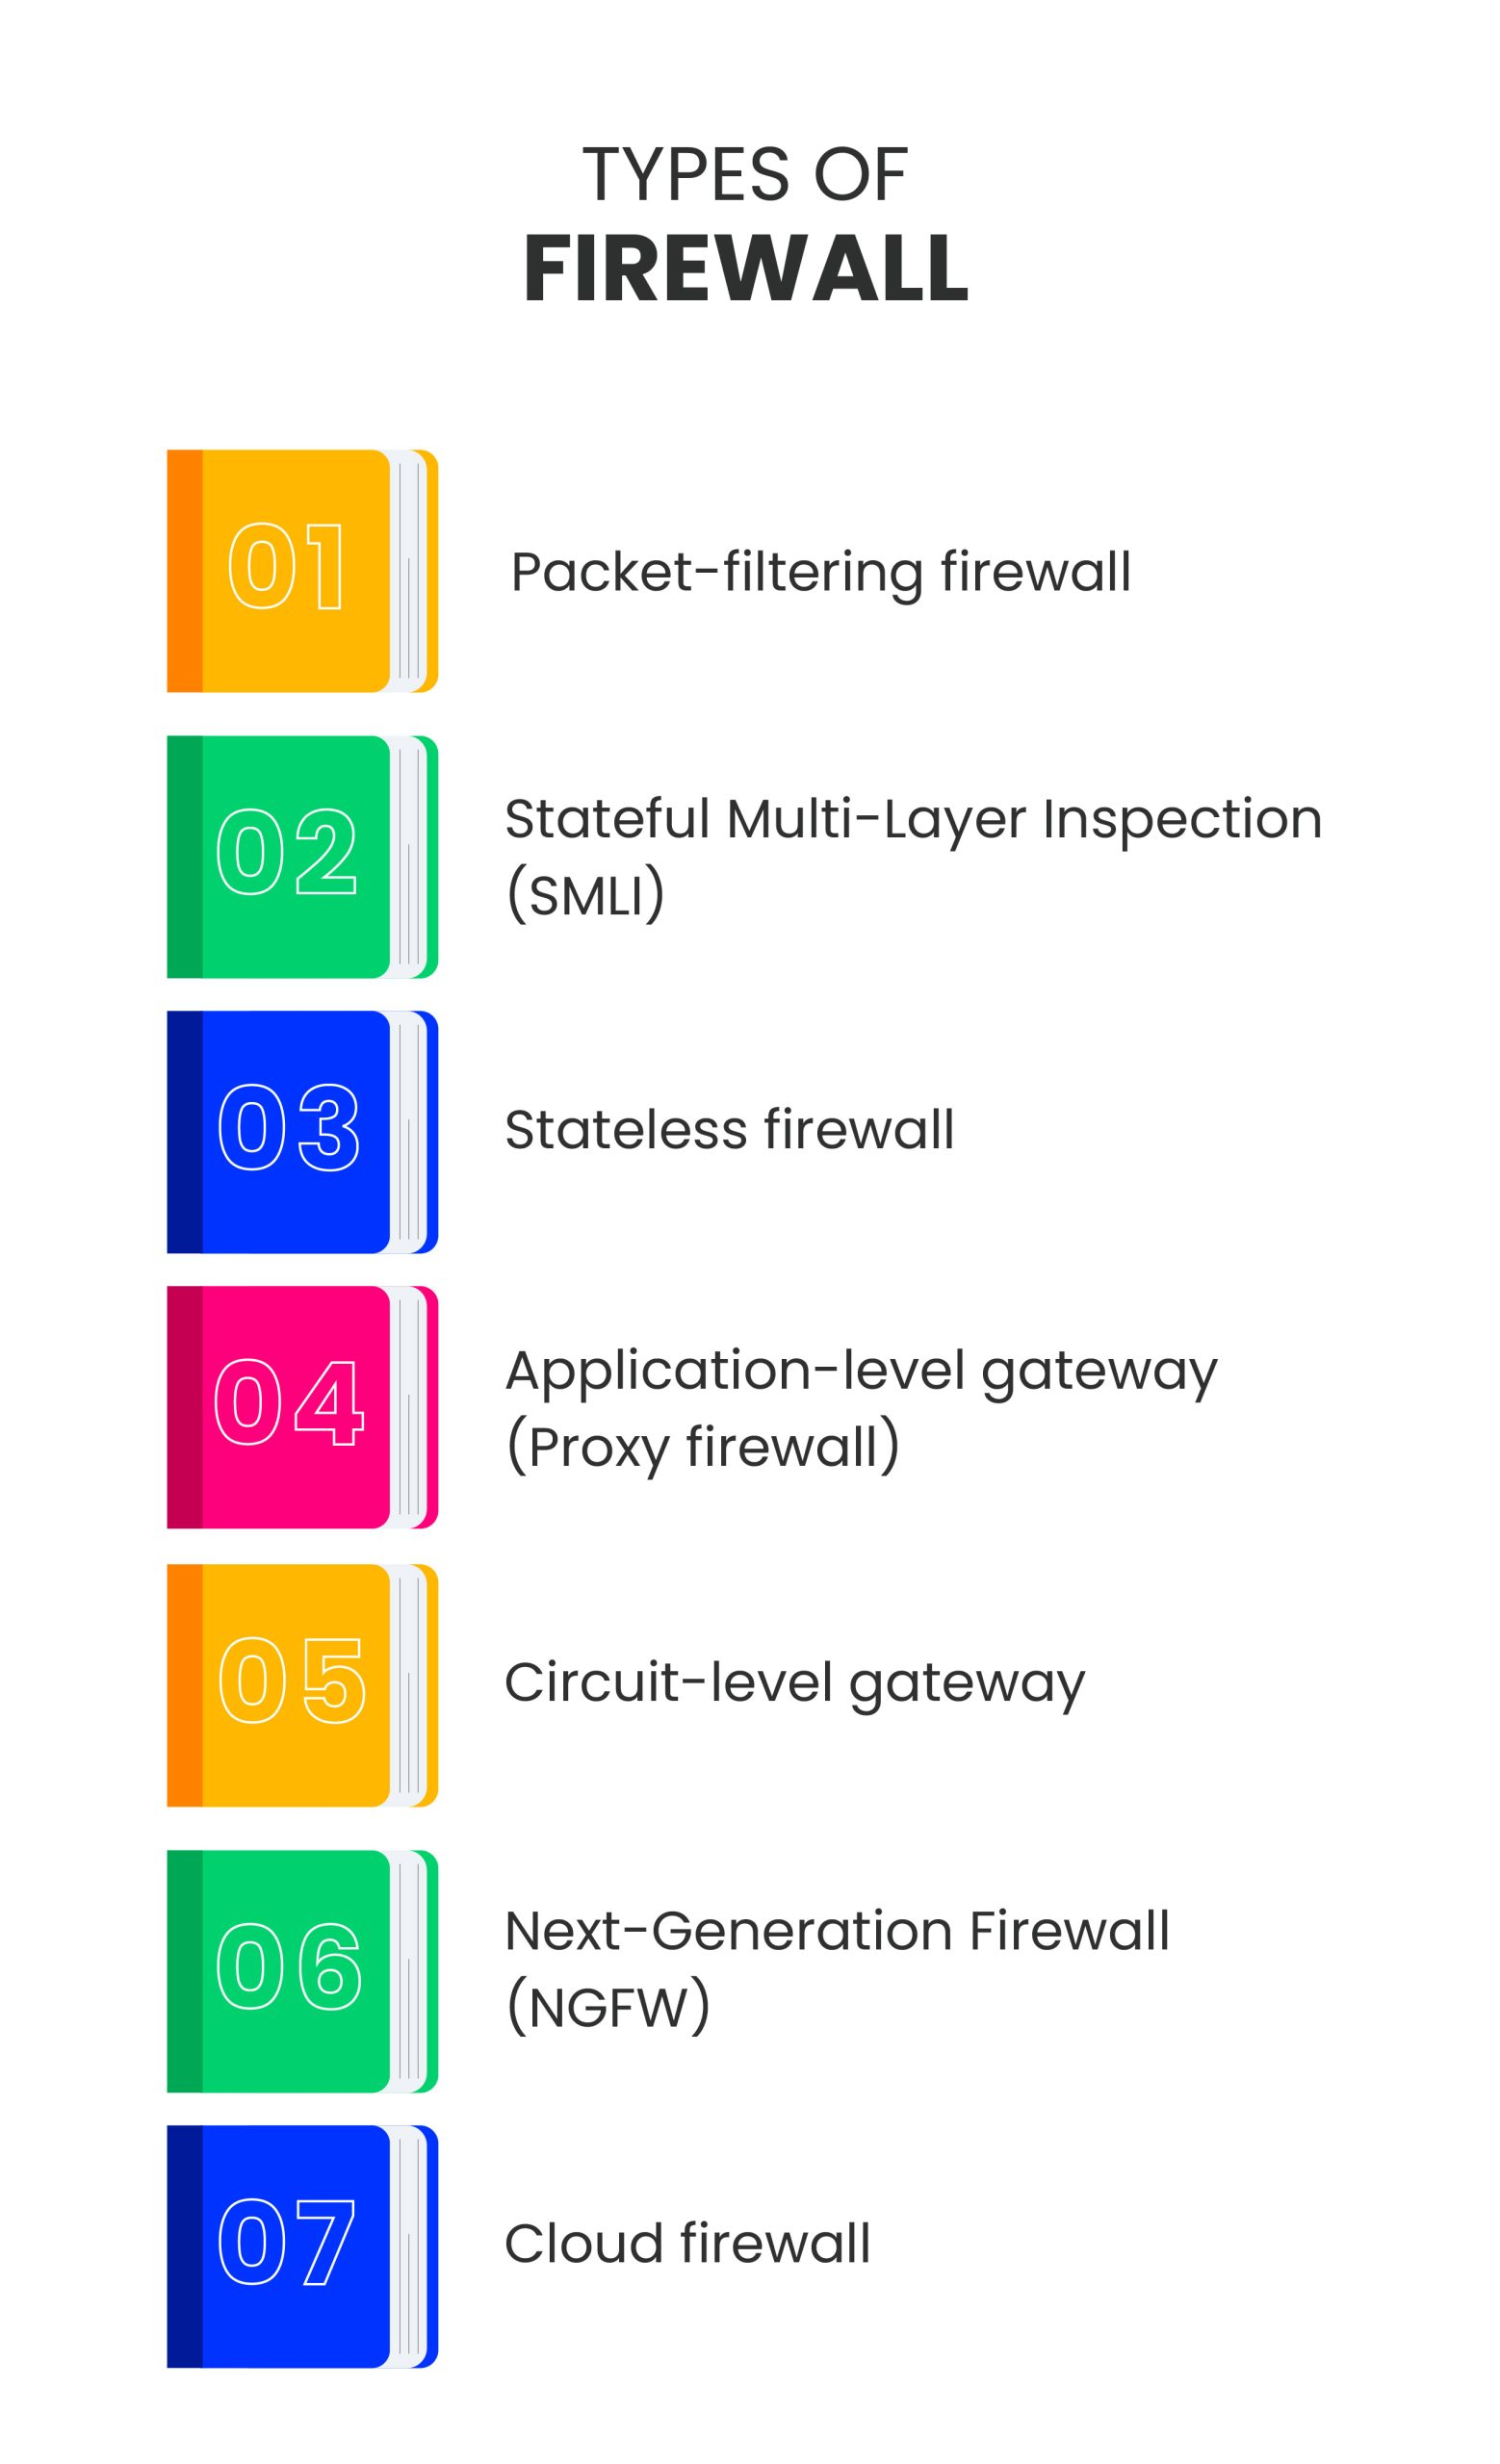 TYPES OF
FIREWALL
01
Packet-filtering firewall
02
Stateful Multi-Layer Inspection
(SMLI)
03
Stateless firewall
04
Application-level gateway
(Proxy firewall)
05
Circuit-level gateway
06
Next-Generation Firewall
(NGFW)
07
Cloud firewall